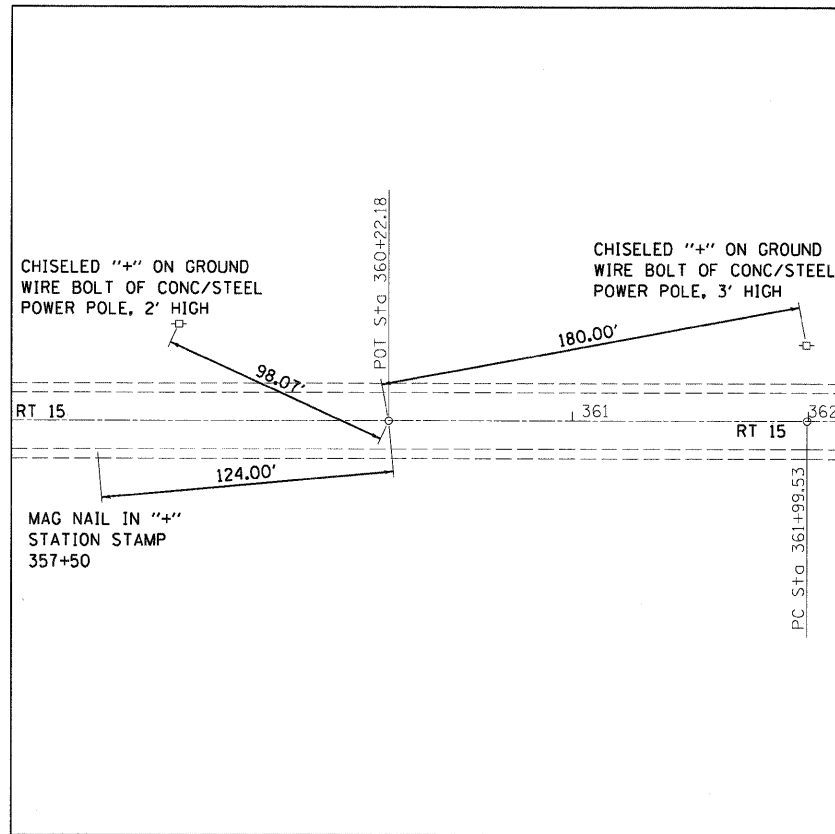 CHISELED "+" ON GROUND
WIRE BOLT OF CONC/STEEL
POWER POLE, 2' HIGH
POT Sta 360+22.18
CHISELED "+" ON GROUND
WIRE BOLT OF CONC/STEEL
POWER POLE, 3' HIGH
180.00'
98.07'
RT 15
361
362
RT 15
124.00'
MAG NAIL IN "+"
STATION STAMP
357+50
PC Sta 361+99.53